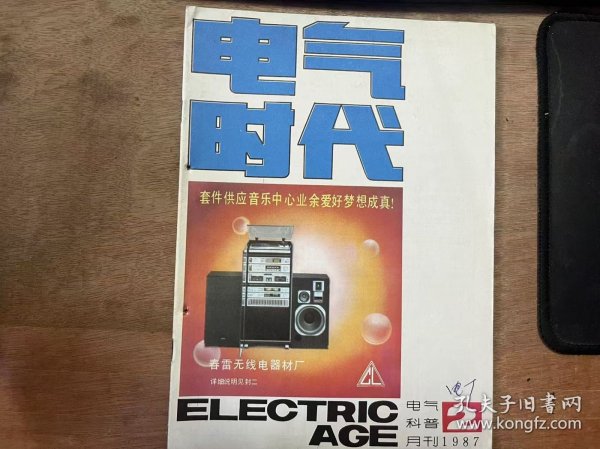 电气
时代
套件供应音乐中心业余爱好梦想成真!
春雷无线电器材厂
详细说明见封二
CL
ELECTRIC
AGE
电气
科普
月刊1987
2
孔夫子旧书网
www.kongfz.com